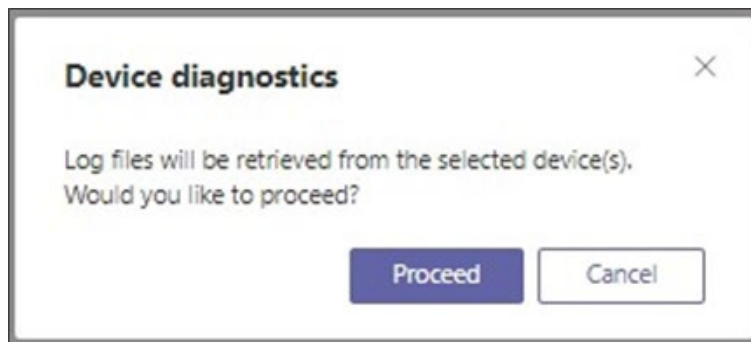 Device diagnostics
Log files will be retrieved from the selected device(s).
Would you like to proceed?
Proceed Cancel